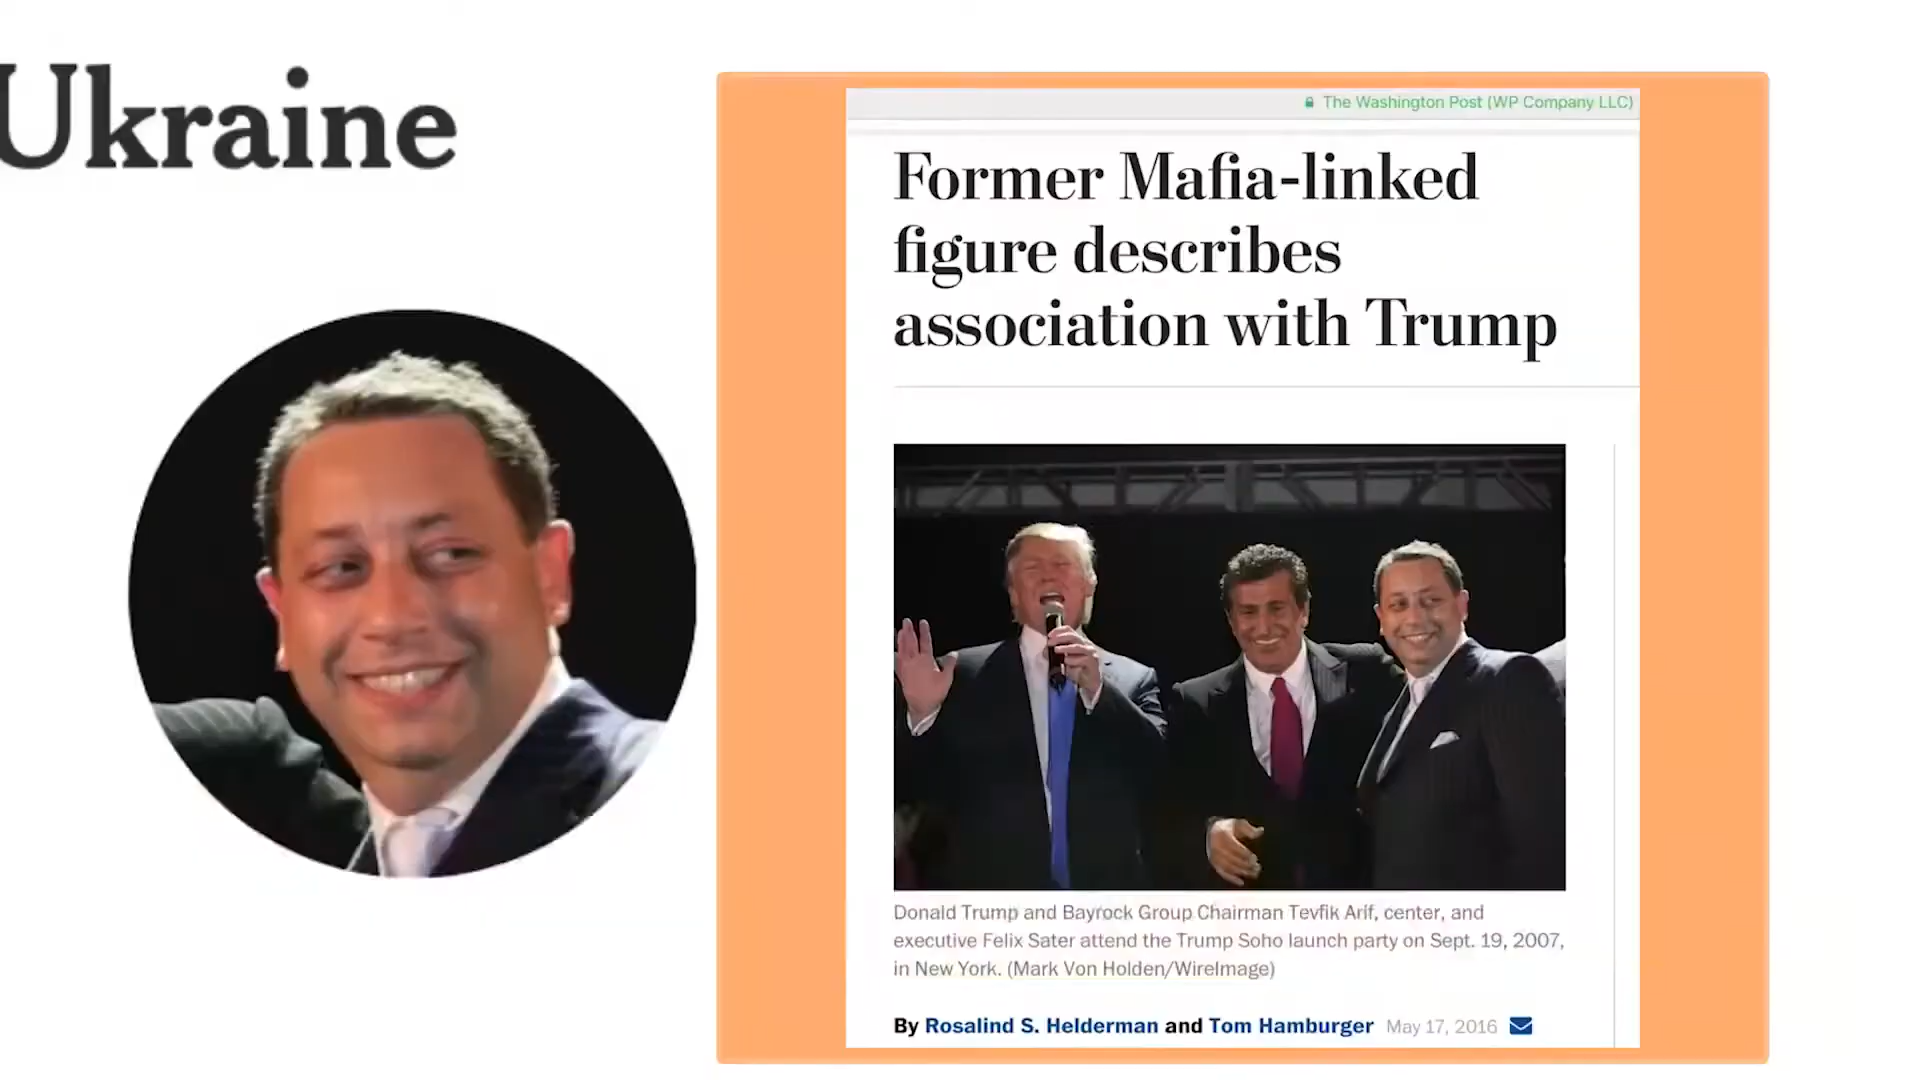 Ukraine
The Washington Post (WP Company LLC)
Former Mafia-linked
figure describes
association with Trump
Donald Trump and Bayrock Group Chairman Tevfik Arif, center, and
executive Felix Sater attend the Trump Soho launch party on Sept. 19, 2007,
in New York. (Mark Von Holden/WireImage)
By Rosalind S. Helderman and Tom Hamburger May 17, 2016